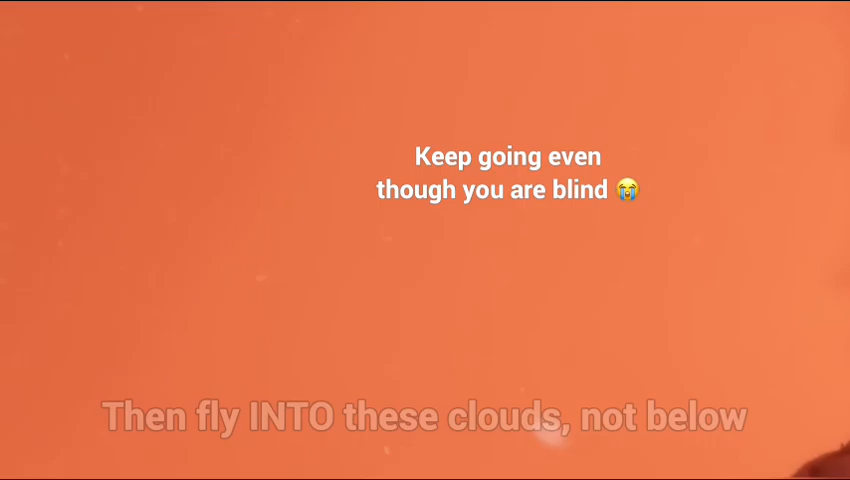 Keep going even
though you are blind 😭
Then fly INTO these clouds, not below